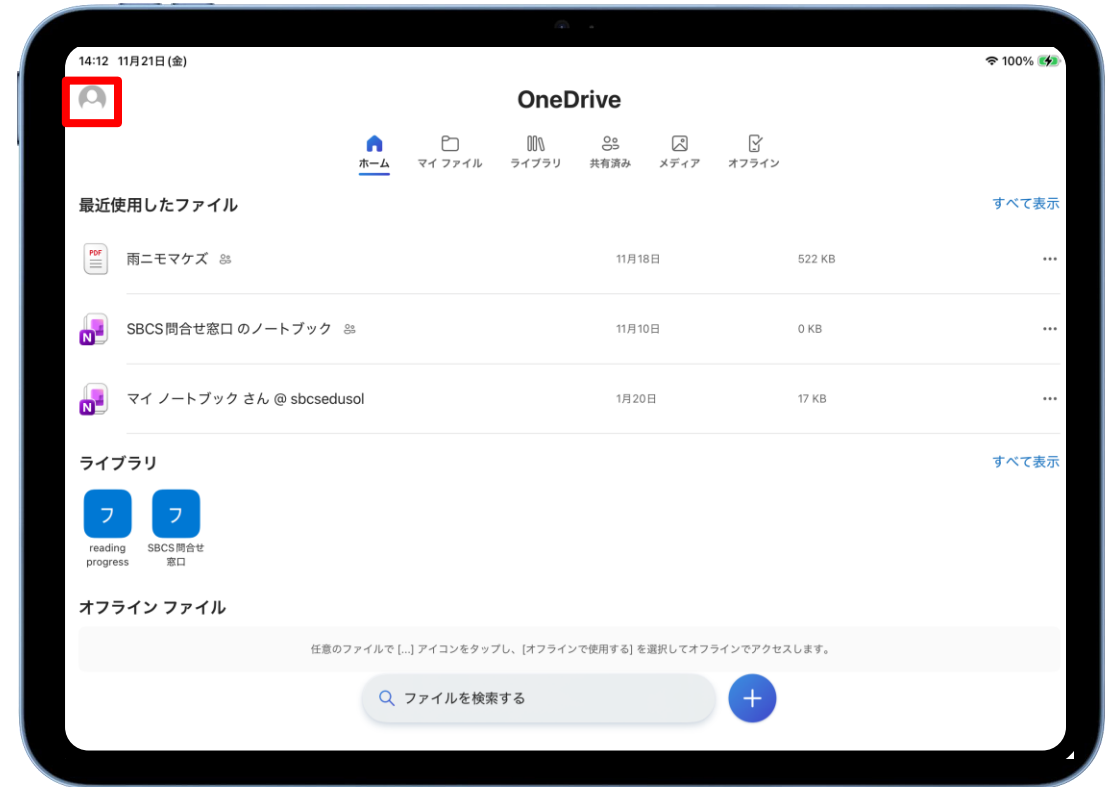 14:12 11月21日(金)
100%
OneDrive
ホーム
マイ ファイル
ライブラリ
共有済み
メディア
オフライン
最近使用したファイル
すべて表示
PDF
雨ニモマケズ
11月18日
522 KB
N
SBCS問合せ窓口 のノートブック
11月10日
0 KB
N
マイ ノートブック さん @ sbcsedusol
1月20日
17 KB
ライブラリ
すべて表示
フ
フ
reading
progress
SBCS問合せ
窓口
オフライン ファイル
任意のファイルで [...] アイコンをタップし、[オフラインで使用する] を選択してオフラインでアクセスします。
ファイルを検索する